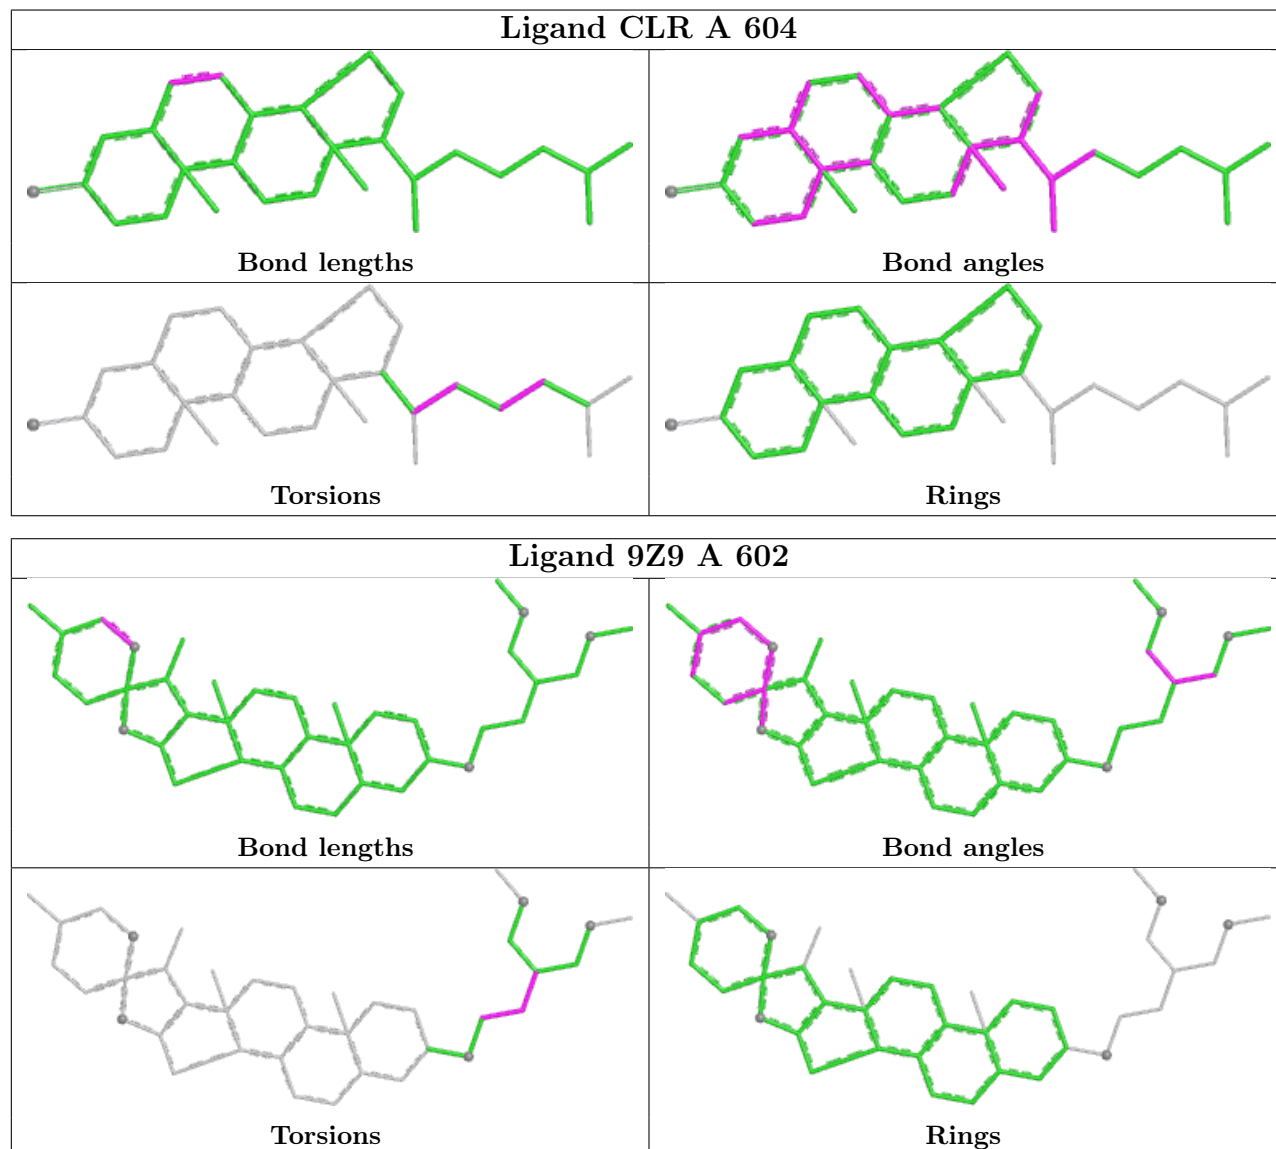 Ligand CLR A 604
Bond lengths
Bond angles
Torsions
Rings
Ligand 9Z9 A 602
Bond lengths
Bond angles
Torsions
Rings